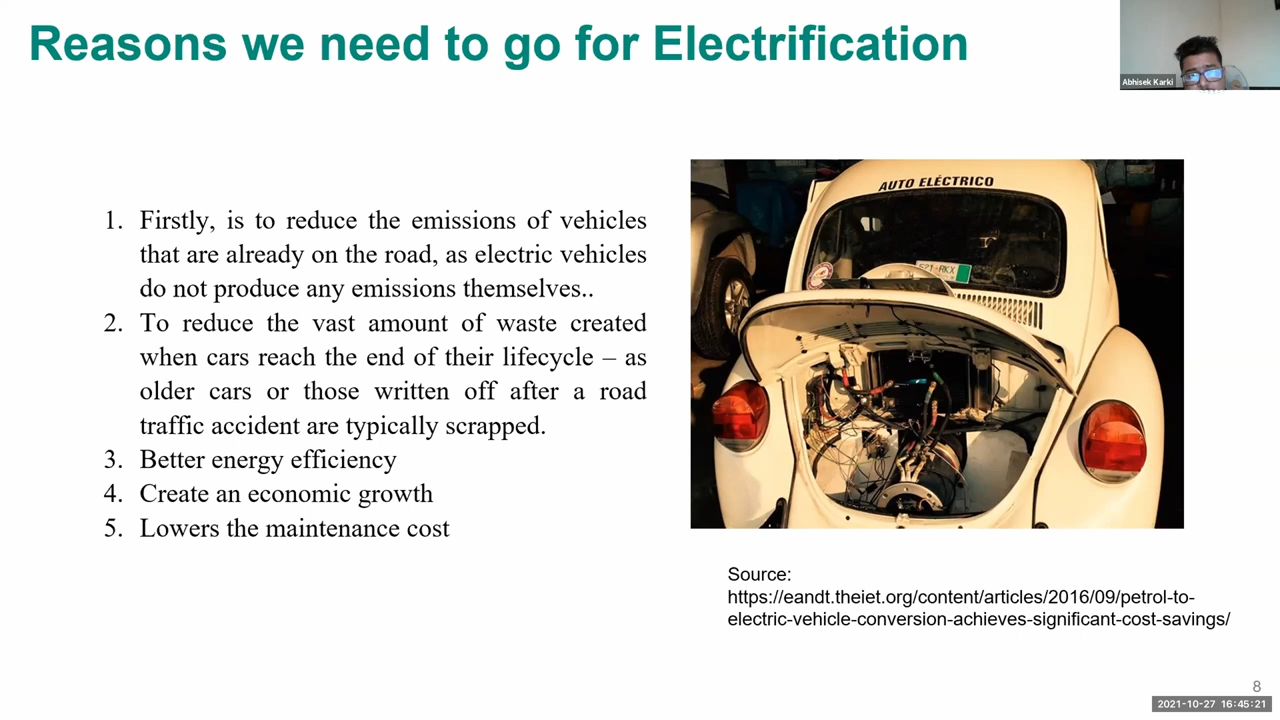 Reasons we need to go for Electrification
Abhisek Karki
1. Firstly, is to reduce the emissions of vehicles
that are already on the road, as electric vehicles
do not produce any emissions themselves..
2. To reduce the vast amount of waste created
when cars reach the end of their lifecycle – as
older cars or those written off after a road
traffic accident are typically scrapped.
3. Better energy efficiency
4. Create an economic growth
5. Lowers the maintenance cost
AUTO ELÉCTRICO
Source:
https://eandt.theiet.org/content/articles/2016/09/petrol-to-
electric-vehicle-conversion-achieves-significant-cost-savings/
8
2021-10-27 16:45:21